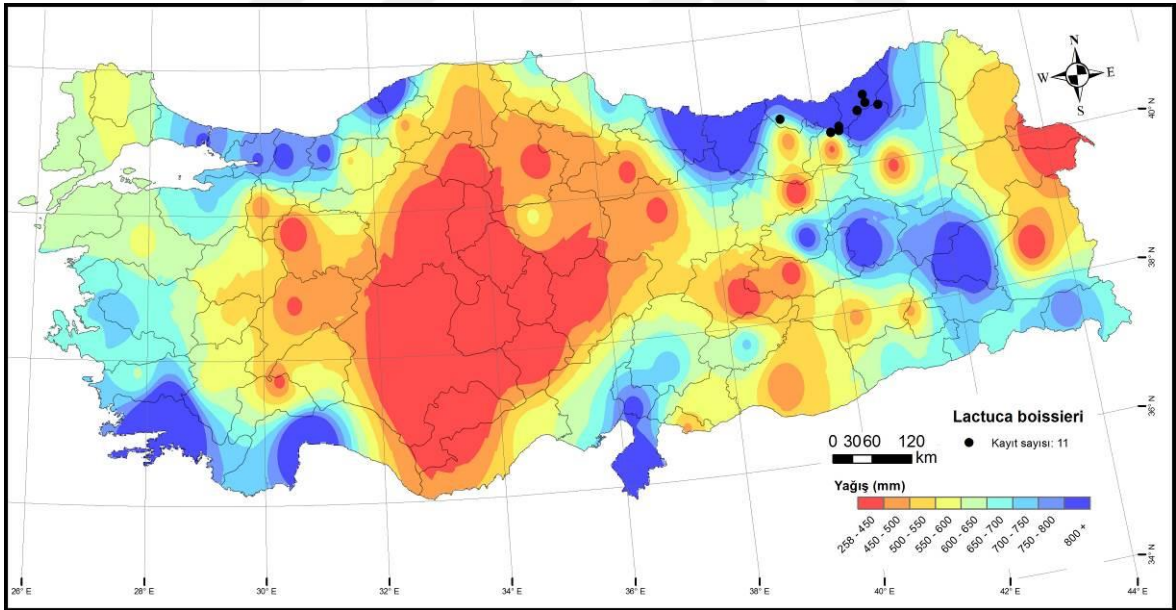 N
W E
S
40°N
38°N
36°N
34°N
Lactuca boissieri
Kayıt sayısı: 11
0 30 60 120
km
Yağış (mm)
258 - 450
450 - 500
500 - 550
550 - 600
600 - 650
650 - 700
700 - 750
750 - 800
800 +
26° E 28° E 30° E 32° E 34° E 36° E 38° E 40° E 42° E 44° E